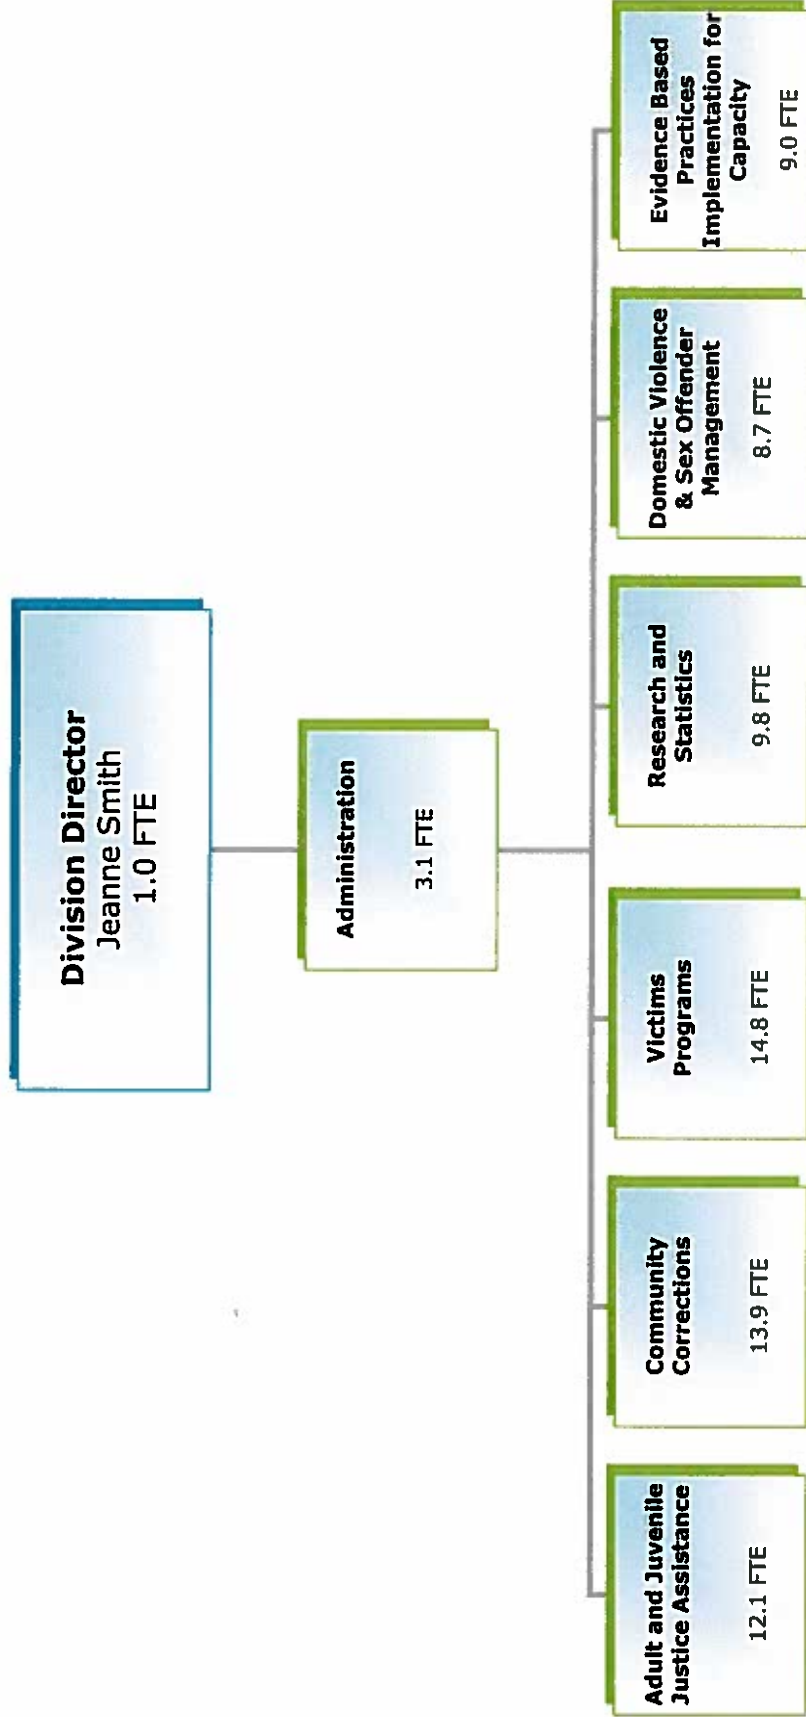 Division Director
Jeanne Smith
1.0 FTE
Administration
3.1 FTE
Adult and Juvenile
Justice Assistance
12.1 FTE
Community
Corrections
13.9 FTE
Victims
Programs
14.8 FTE
Research and
Statistics
9.8 FTE
Domestic Violence
& Sex Offender
Management
8.7 FTE
Evidence Based
Practices
Implementation for
Capacity
9.0 FTE